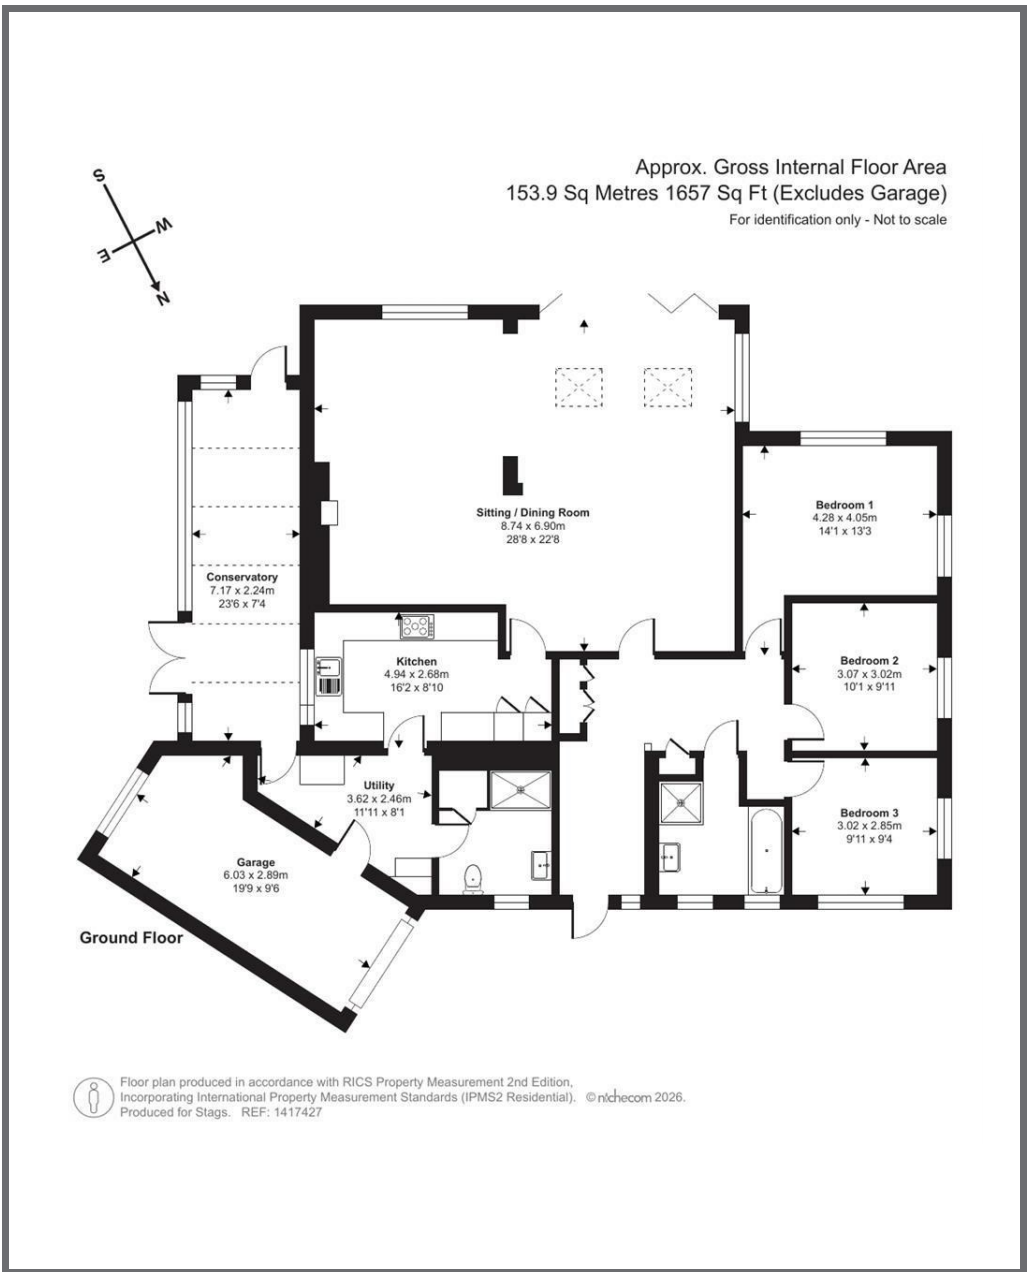 Approx. Gross Internal Floor Area
153.9 Sq Metres 1657 Sq Ft (Excludes Garage)
For identification only - Not to scale
S
W
E
N
Sitting / Dining Room
8.74 x 6.90m
28'8 x 22'8
Bedroom 1
4.28 x 4.05m
14'1 x 13'3
Conservatory
7.17 x 2.24m
23'6 x 7'4
Kitchen
4.94 x 2.68m
16'2 x 8'10
Bedroom 2
3.07 x 3.02m
10'1 x 9'11
Utility
3.62 x 2.46m
11'11 x 8'1
Bedroom 3
3.02 x 2.85m
9'11 x 9'4
Garage
6.03 x 2.89m
19'9 x 9'6
Ground Floor
Floor plan produced in accordance with RICS Property Measurement 2nd Edition,
Incorporating International Property Measurement Standards (IPMS2 Residential). © nichecom 2026.
Produced for Stags. REF: 1417427